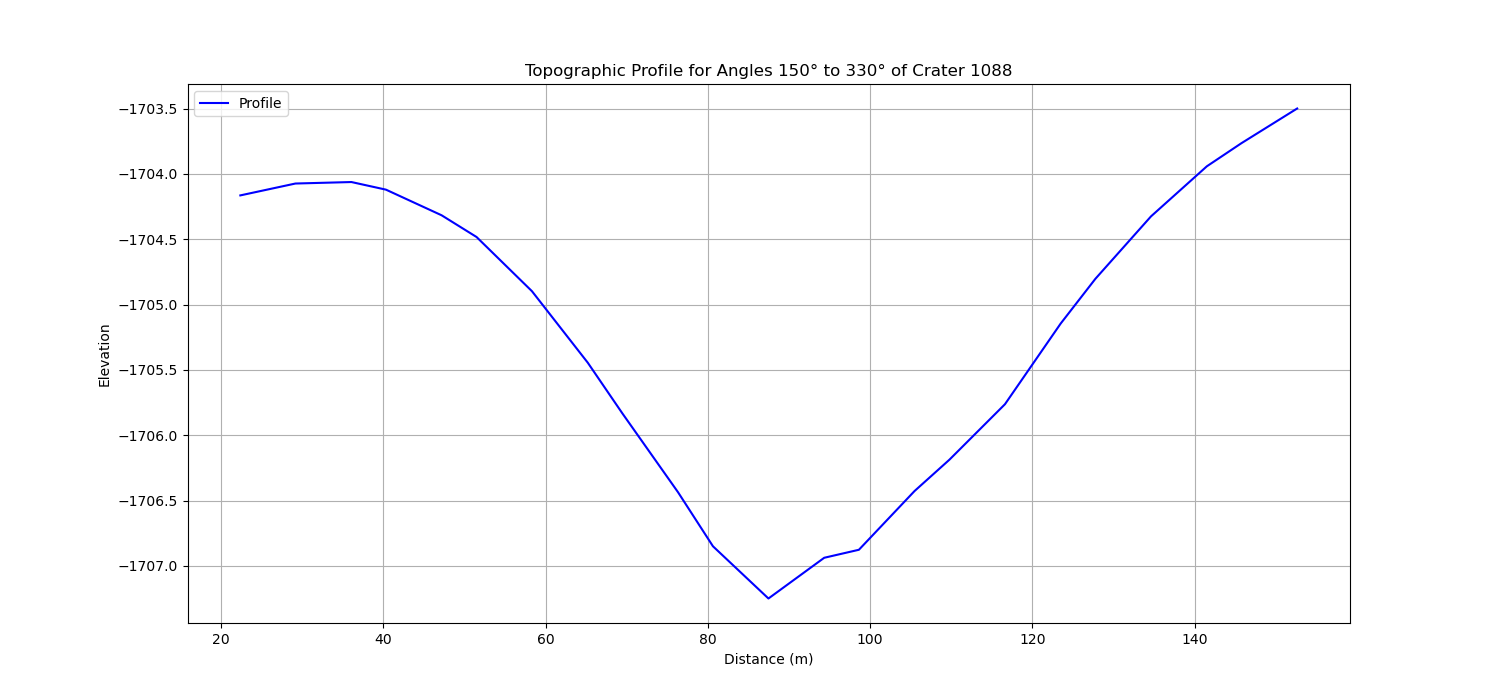 Topographic Profile for Angles 150° to 330° of Crater 1088
Profile
−1703.5
−1704.0
−1704.5
−1705.0
−1705.5
−1706.0
−1706.5
−1707.0
Elevation
20 40 60 80 100 120 140
Distance (m)